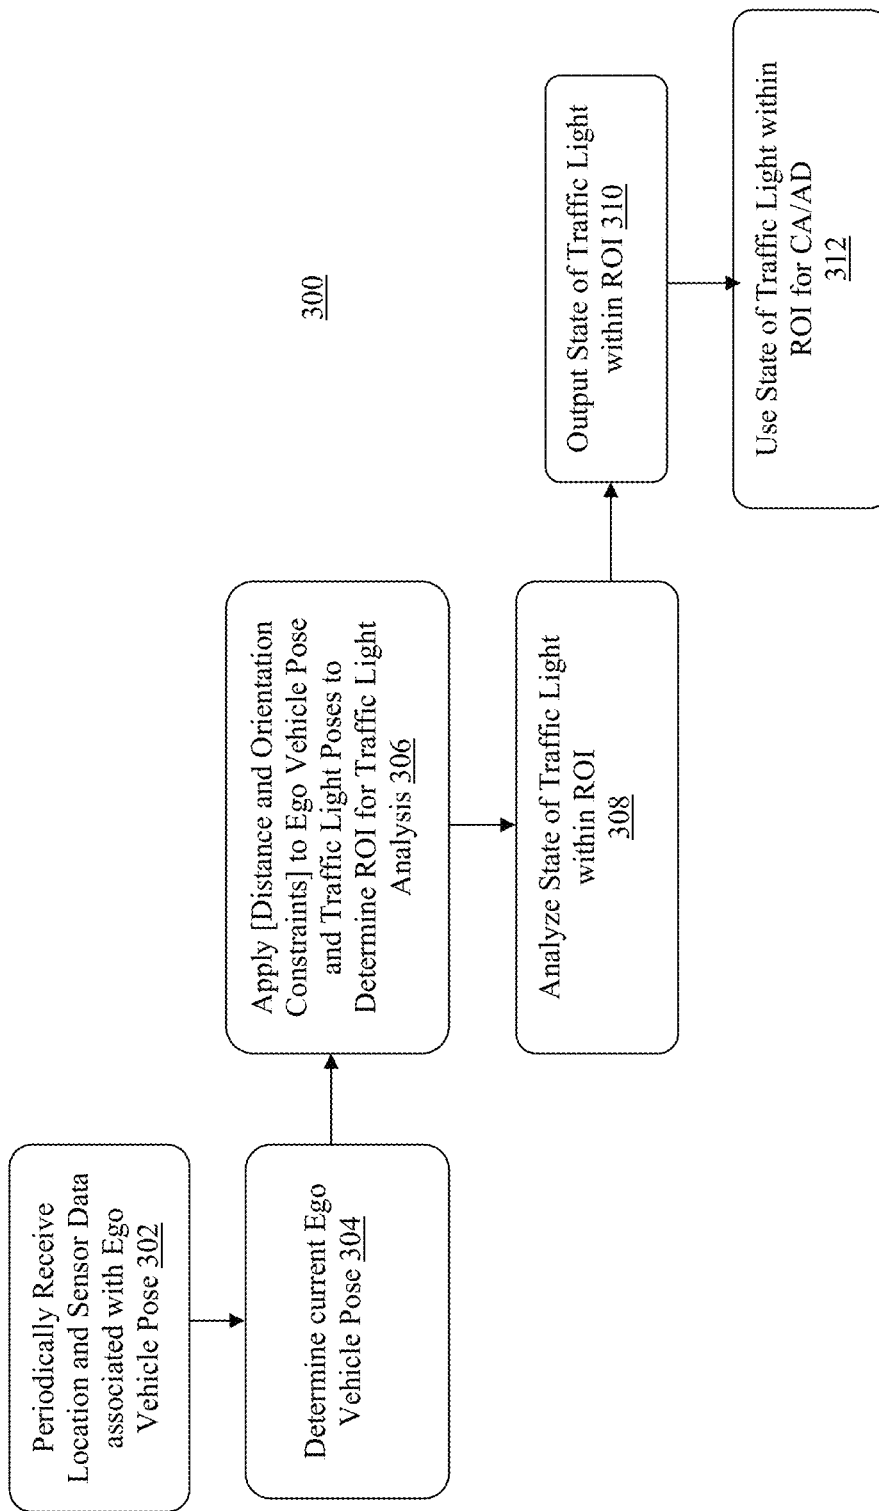 Periodically Receive
Location and Sensor Data
associated with Ego
Vehicle Pose 302
Determine current Ego
Vehicle Pose 304
Apply [Distance and Orientation
Constraints] to Ego Vehicle Pose
and Traffic Light Poses to
Determine ROI for Traffic Light
Analysis 306
Analyze State of Traffic Light
within ROI
308
300
Output State of Traffic Light
within ROI 310
Use State of Traffic Light within
ROI for CA/AD
312